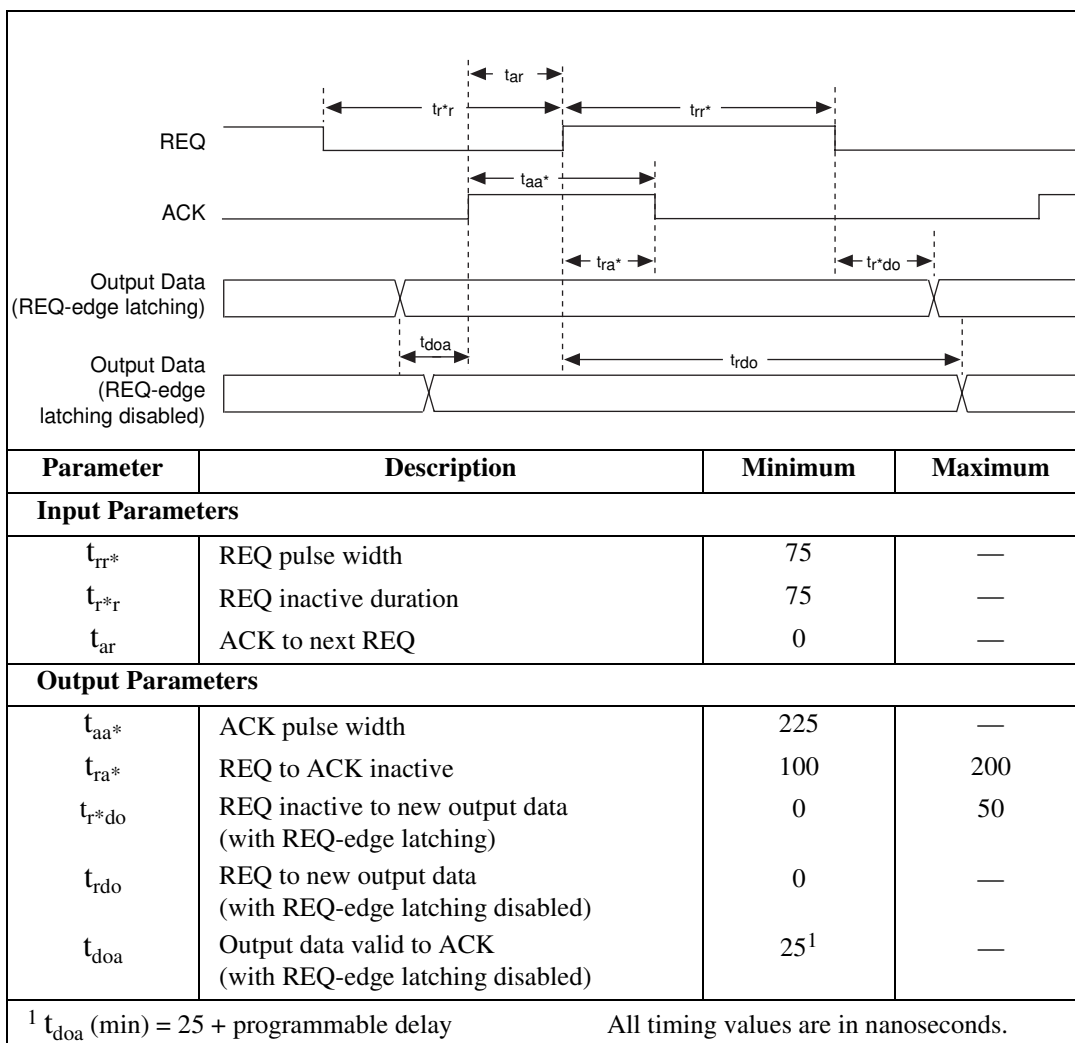 tar
tr*r
trr*
REQ
taa*
ACK
tra*
tr*do
Output Data
(REQ-edge latching)
tdoa
trdo
Output Data
(REQ-edge
latching disabled)
Parameter Description Minimum Maximum
Input Parameters
trr* REQ pulse width 75 —
tr*r REQ inactive duration 75 —
tar ACK to next REQ 0 —
Output Parameters
taa* ACK pulse width 225 —
tra* REQ to ACK inactive 100 200
tr*do REQ inactive to new output data 0 50
(with REQ-edge latching)
trdo REQ to new output data 0 —
(with REQ-edge latching disabled)
tdoa Output data valid to ACK 25¹ —
(with REQ-edge latching disabled)
¹ tdoa (min) = 25 + programmable delay All timing values are in nanoseconds.